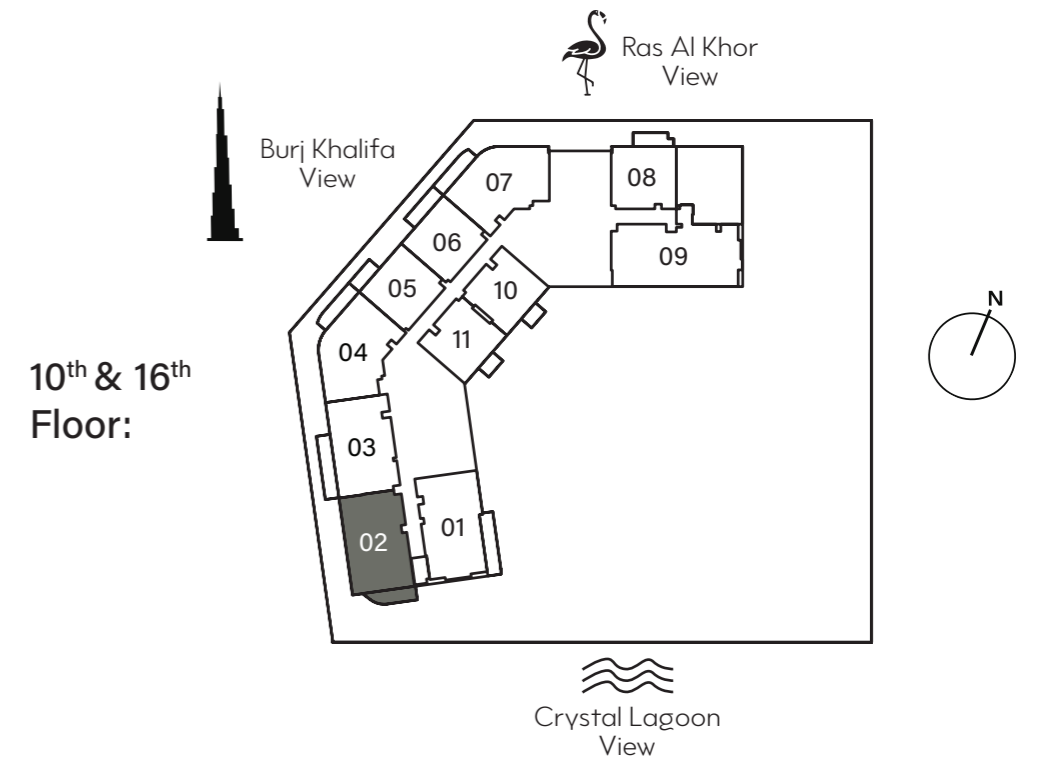 Ras Al Khor
View
Burj Khalifa
View
07
08
06
09
05
10
11
04
N
10th & 16th
Floor:
03
02
01
Crystal Lagoon
View